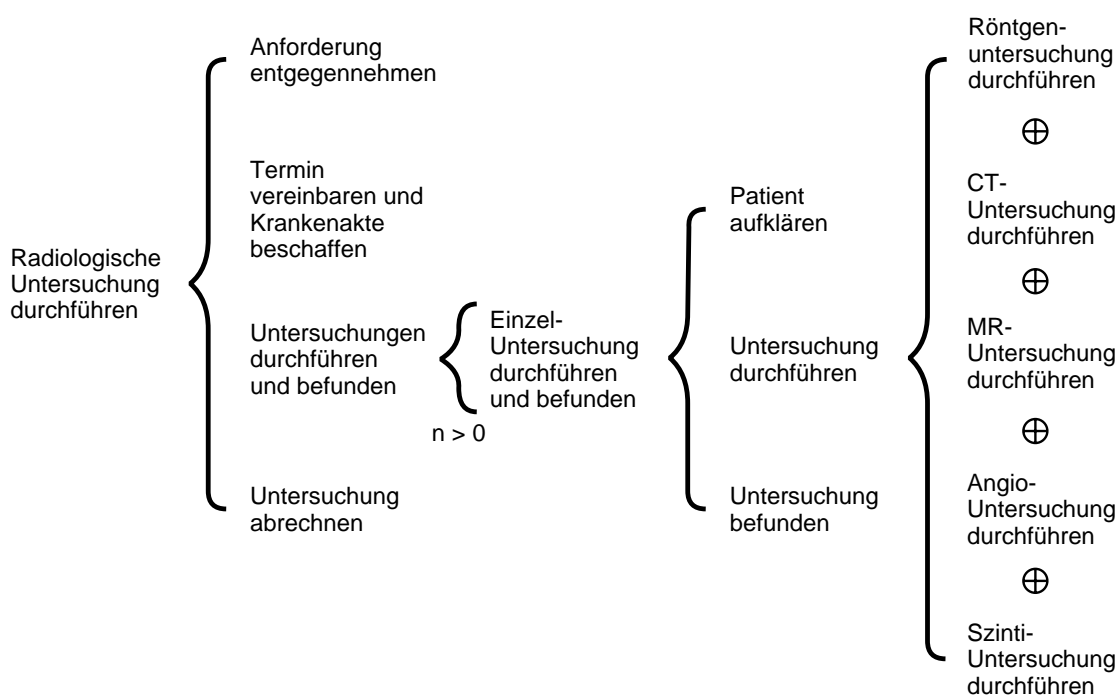 Radiologische
Untersuchung
durchführen
Anforderung
entgegennehmen
Termin
vereinbaren und
Krankenakte
beschaffen
Untersuchungen
durchführen
und befunden
Untersuchung
abrechnen
n > 0
Einzel-
Untersuchung
durchführen
und befunden
Patient
aufklären
Untersuchung
durchführen
Untersuchung
befunden
Röntgen-
untersuchung
durchführen
⊕
CT-
Untersuchung
durchführen
⊕
MR-
Untersuchung
durchführen
⊕
Angio-
Untersuchung
durchführen
⊕
Szinti-
Untersuchung
durchführen